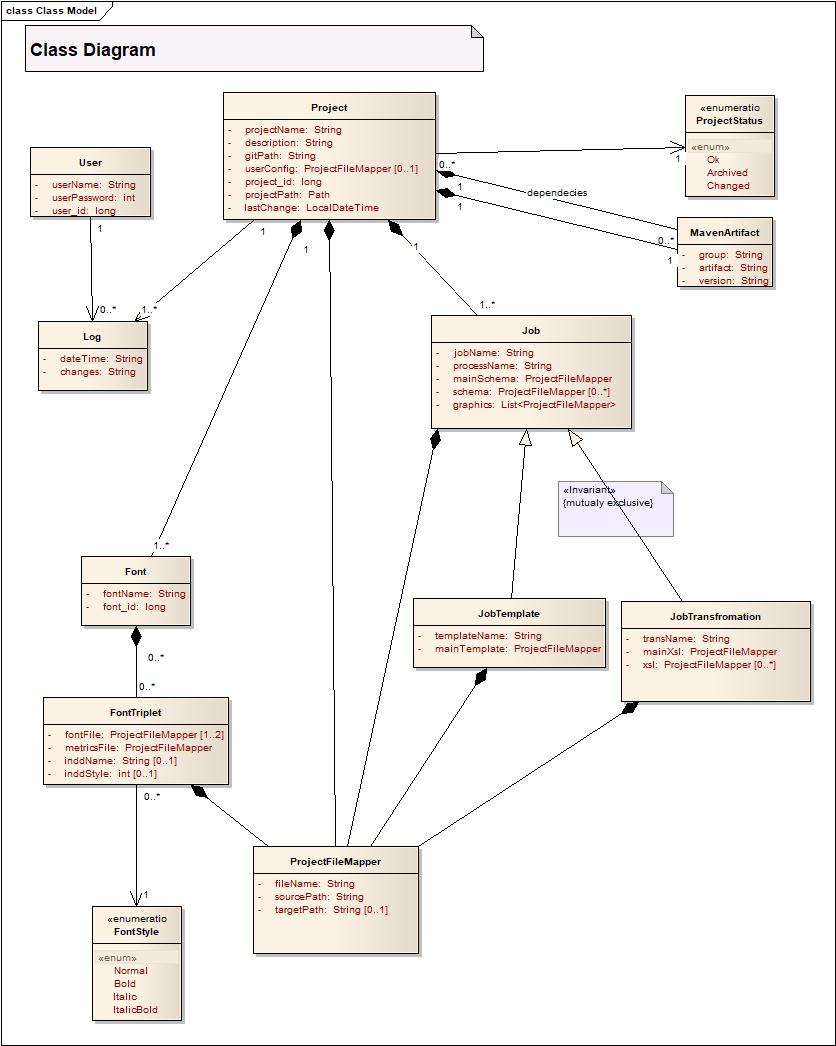 class Class Model
Class Diagram
Project
- projectName: String
- description: String
- gitPath: String
- userConfig: ProjectFileMapper [0..1]
- project_id: long
- projectPath: Path
- lastChange: LocalDateTime
«enumeratio
ProjectStatus
«enum»
Ok
Archived
Changed
0..*
1
User
- userName: String
- userPassword: int
- user_id: long
dependecies
1
0..*
1
1
MavenArtifact
- group: String
- artifact: String
- version: String
1
0..*
1
1..*
1
1
1..*
Log
- dateTime: String
- changes: String
Job
- jobName: String
- processName: String
- mainSchema: ProjectFileMapper
- schema: ProjectFileMapper [0..*]
- graphics: List<ProjectFileMapper>
«Invariant»
{mutualy exclusive}
1..*
Font
- fontName: String
- font_id: long
JobTemplate
- templateName: String
- mainTemplate: ProjectFileMapper
JobTransfromation
- transName: String
- mainXsl: ProjectFileMapper
- xsl: ProjectFileMapper [0..*]
0..*
0..*
FontTriplet
- fontFile: ProjectFileMapper [1..2]
- metricsFile: ProjectFileMapper
- inddName: String [0..1]
- inddStyle: int [0..1]
0..*
1
ProjectFileMapper
- fileName: String
- sourcePath: String
- targetPath: String [0..1]
«enumeratio
FontStyle
«enum»
Normal
Bold
Italic
ItalicBold